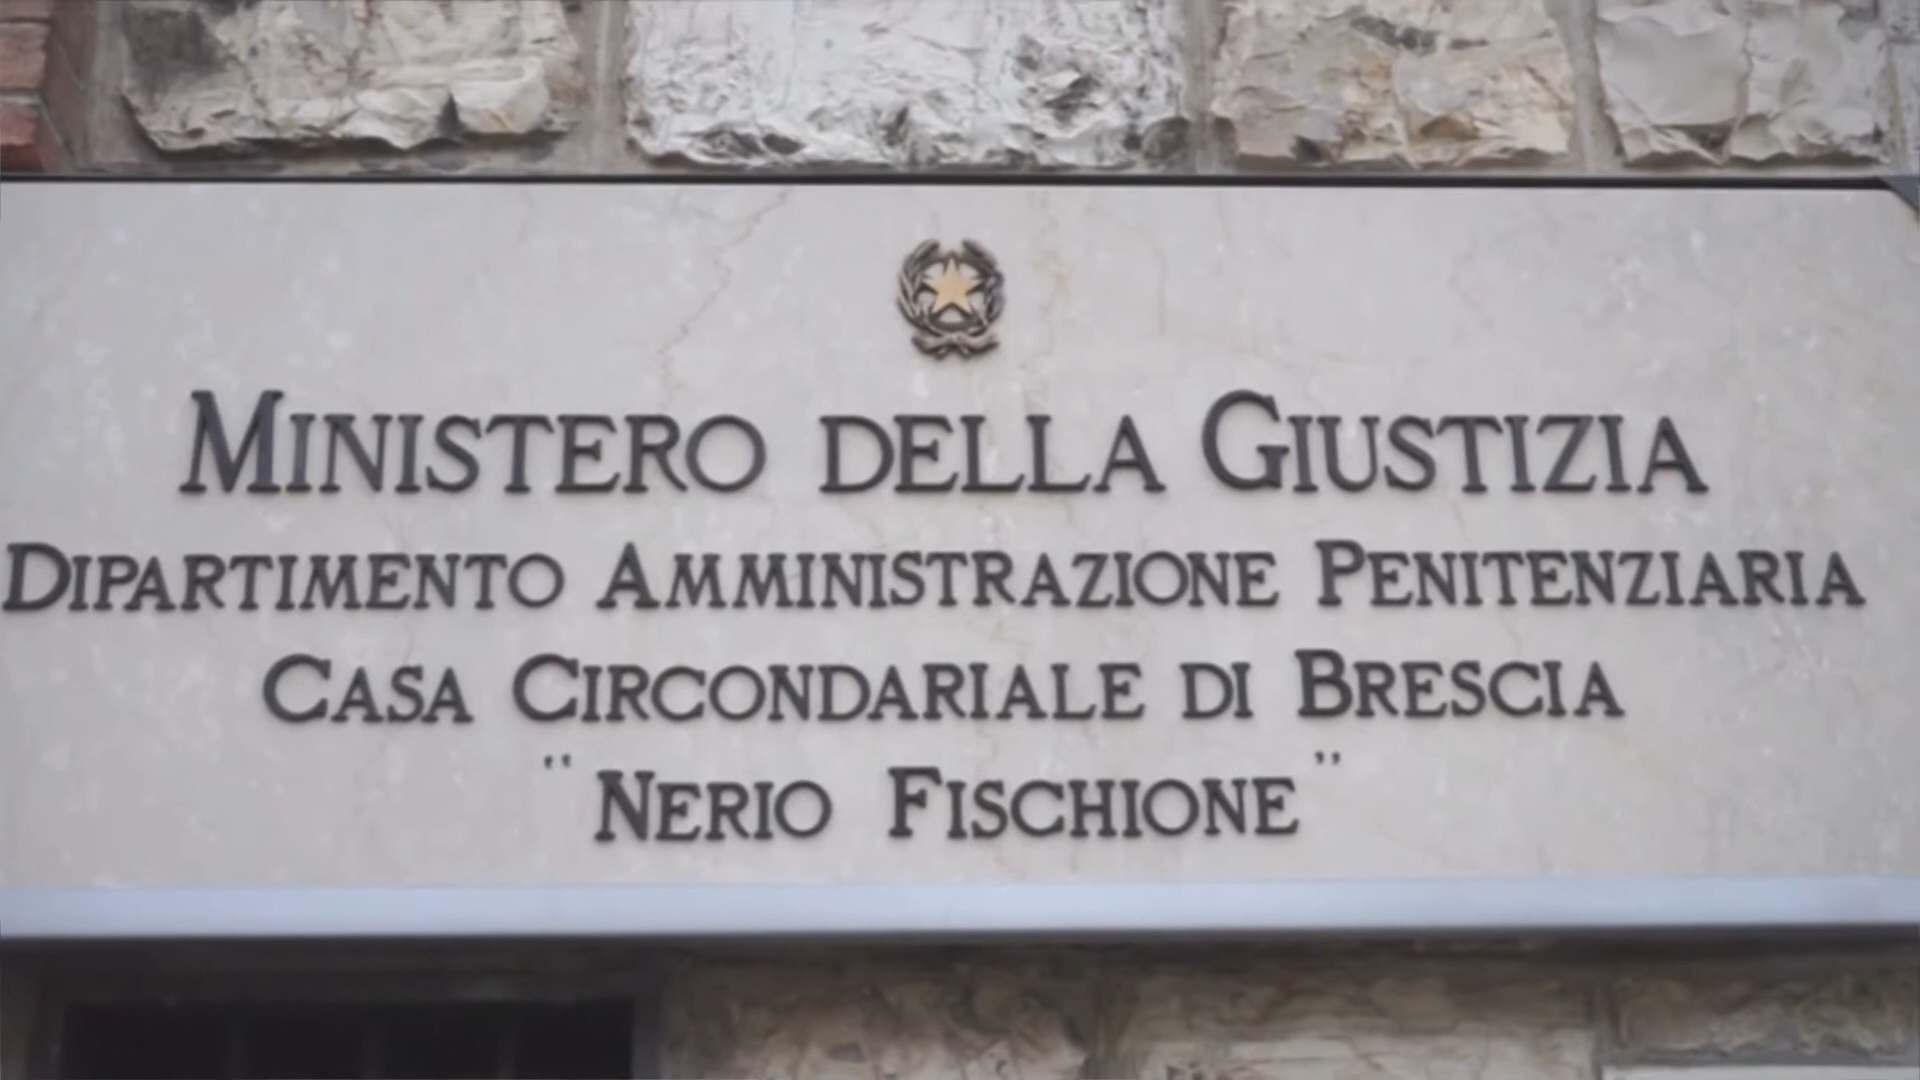 MINISTERO DELLA GIUSTIZIA
DIPARTIMENTO AMMINISTRAZIONE PENITENZIARIA
CASA CIRCONDARIALE DI BRESCIA
“NERIO FISCHIONE”